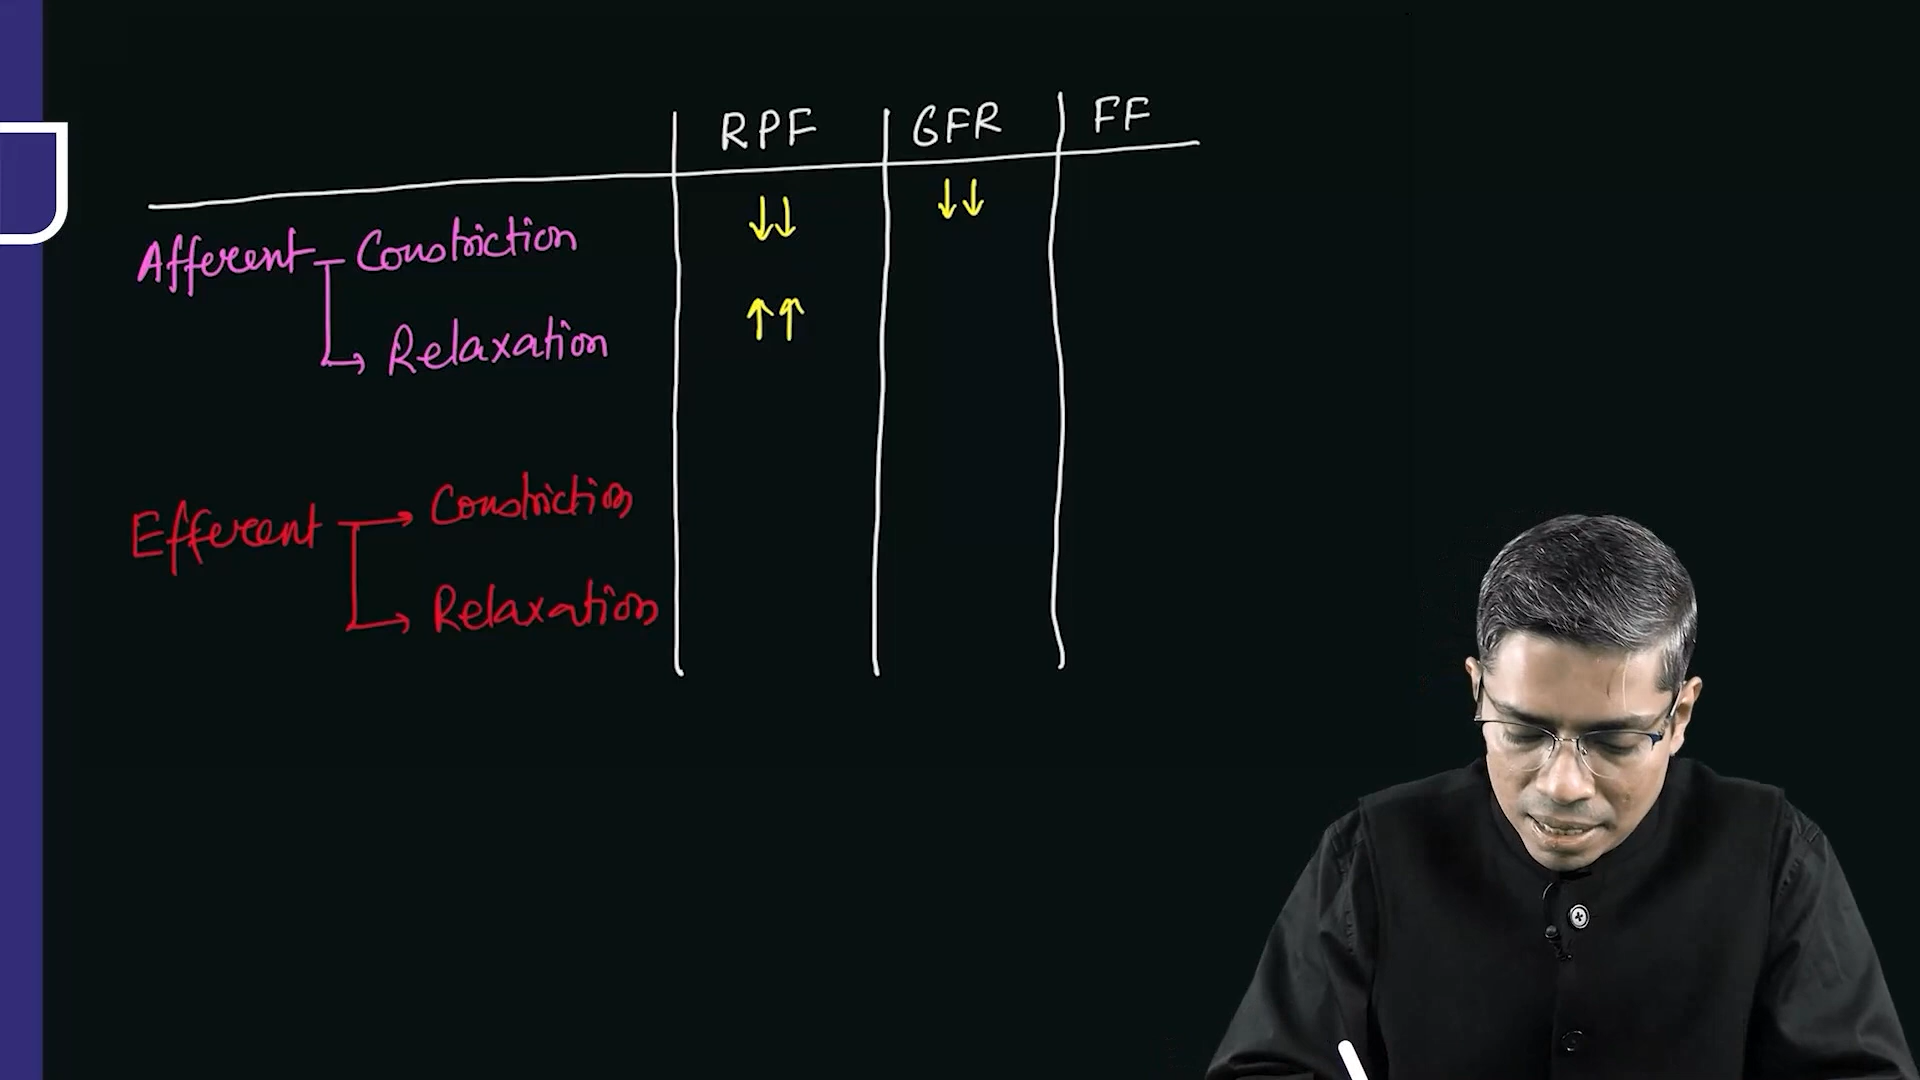 RPF GFR FF
Afferent Constriction ↓↓ ↓↓
→ Relaxation ↑↑
Efferent → Constriction
→ Relaxation